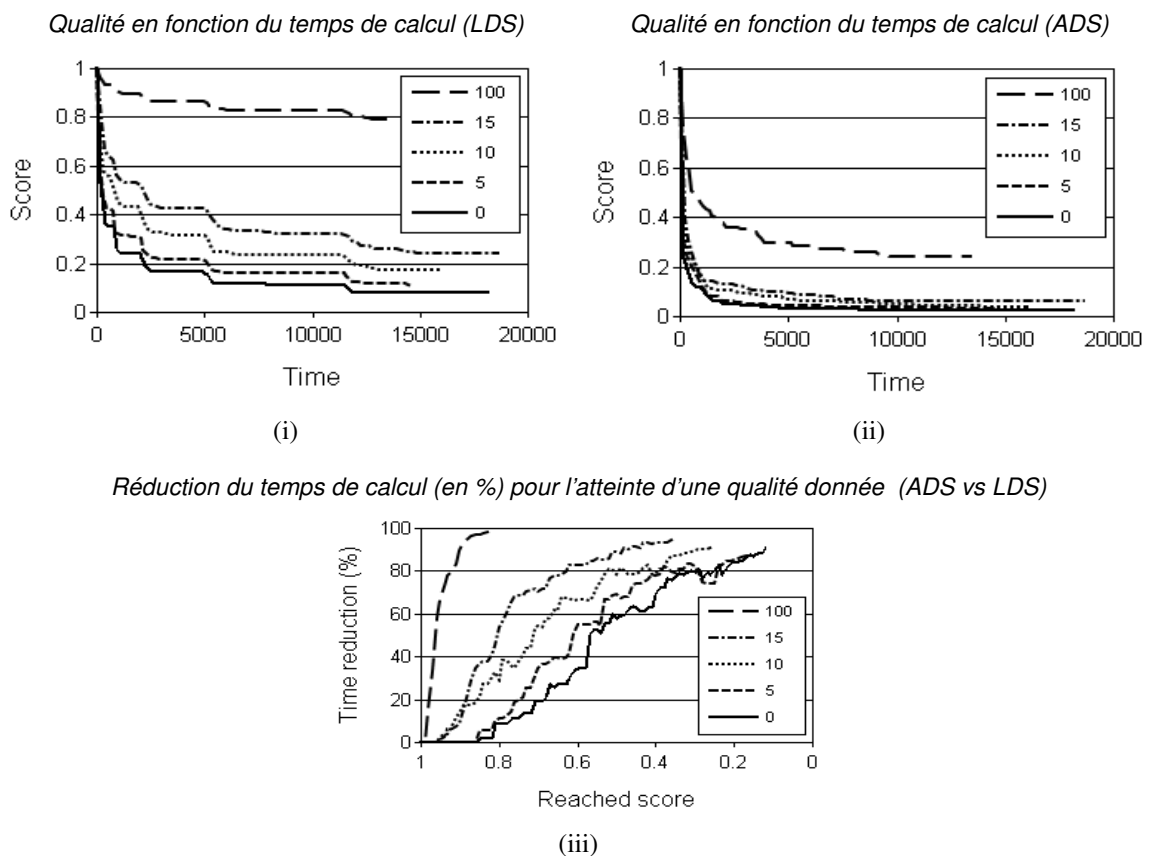 Qualité en fonction du temps de calcul (LDS)
1
0.8
0.6
0.4
0.2
0
Score
0 5000 10000 15000 20000
Time
100
15
10
5
0
(i)
Qualité en fonction du temps de calcul (ADS)
1
0.8
0.6
0.4
0.2
0
Score
0 5000 10000 15000 20000
Time
100
15
10
5
0
(ii)
Réduction du temps de calcul (en %) pour l'atteinte d'une qualité donnée (ADS vs LDS)
100
80
60
40
20
0
Time reduction (%)
1 0.8 0.6 0.4 0.2 0
Reached score
100
15
10
5
0
(iii)